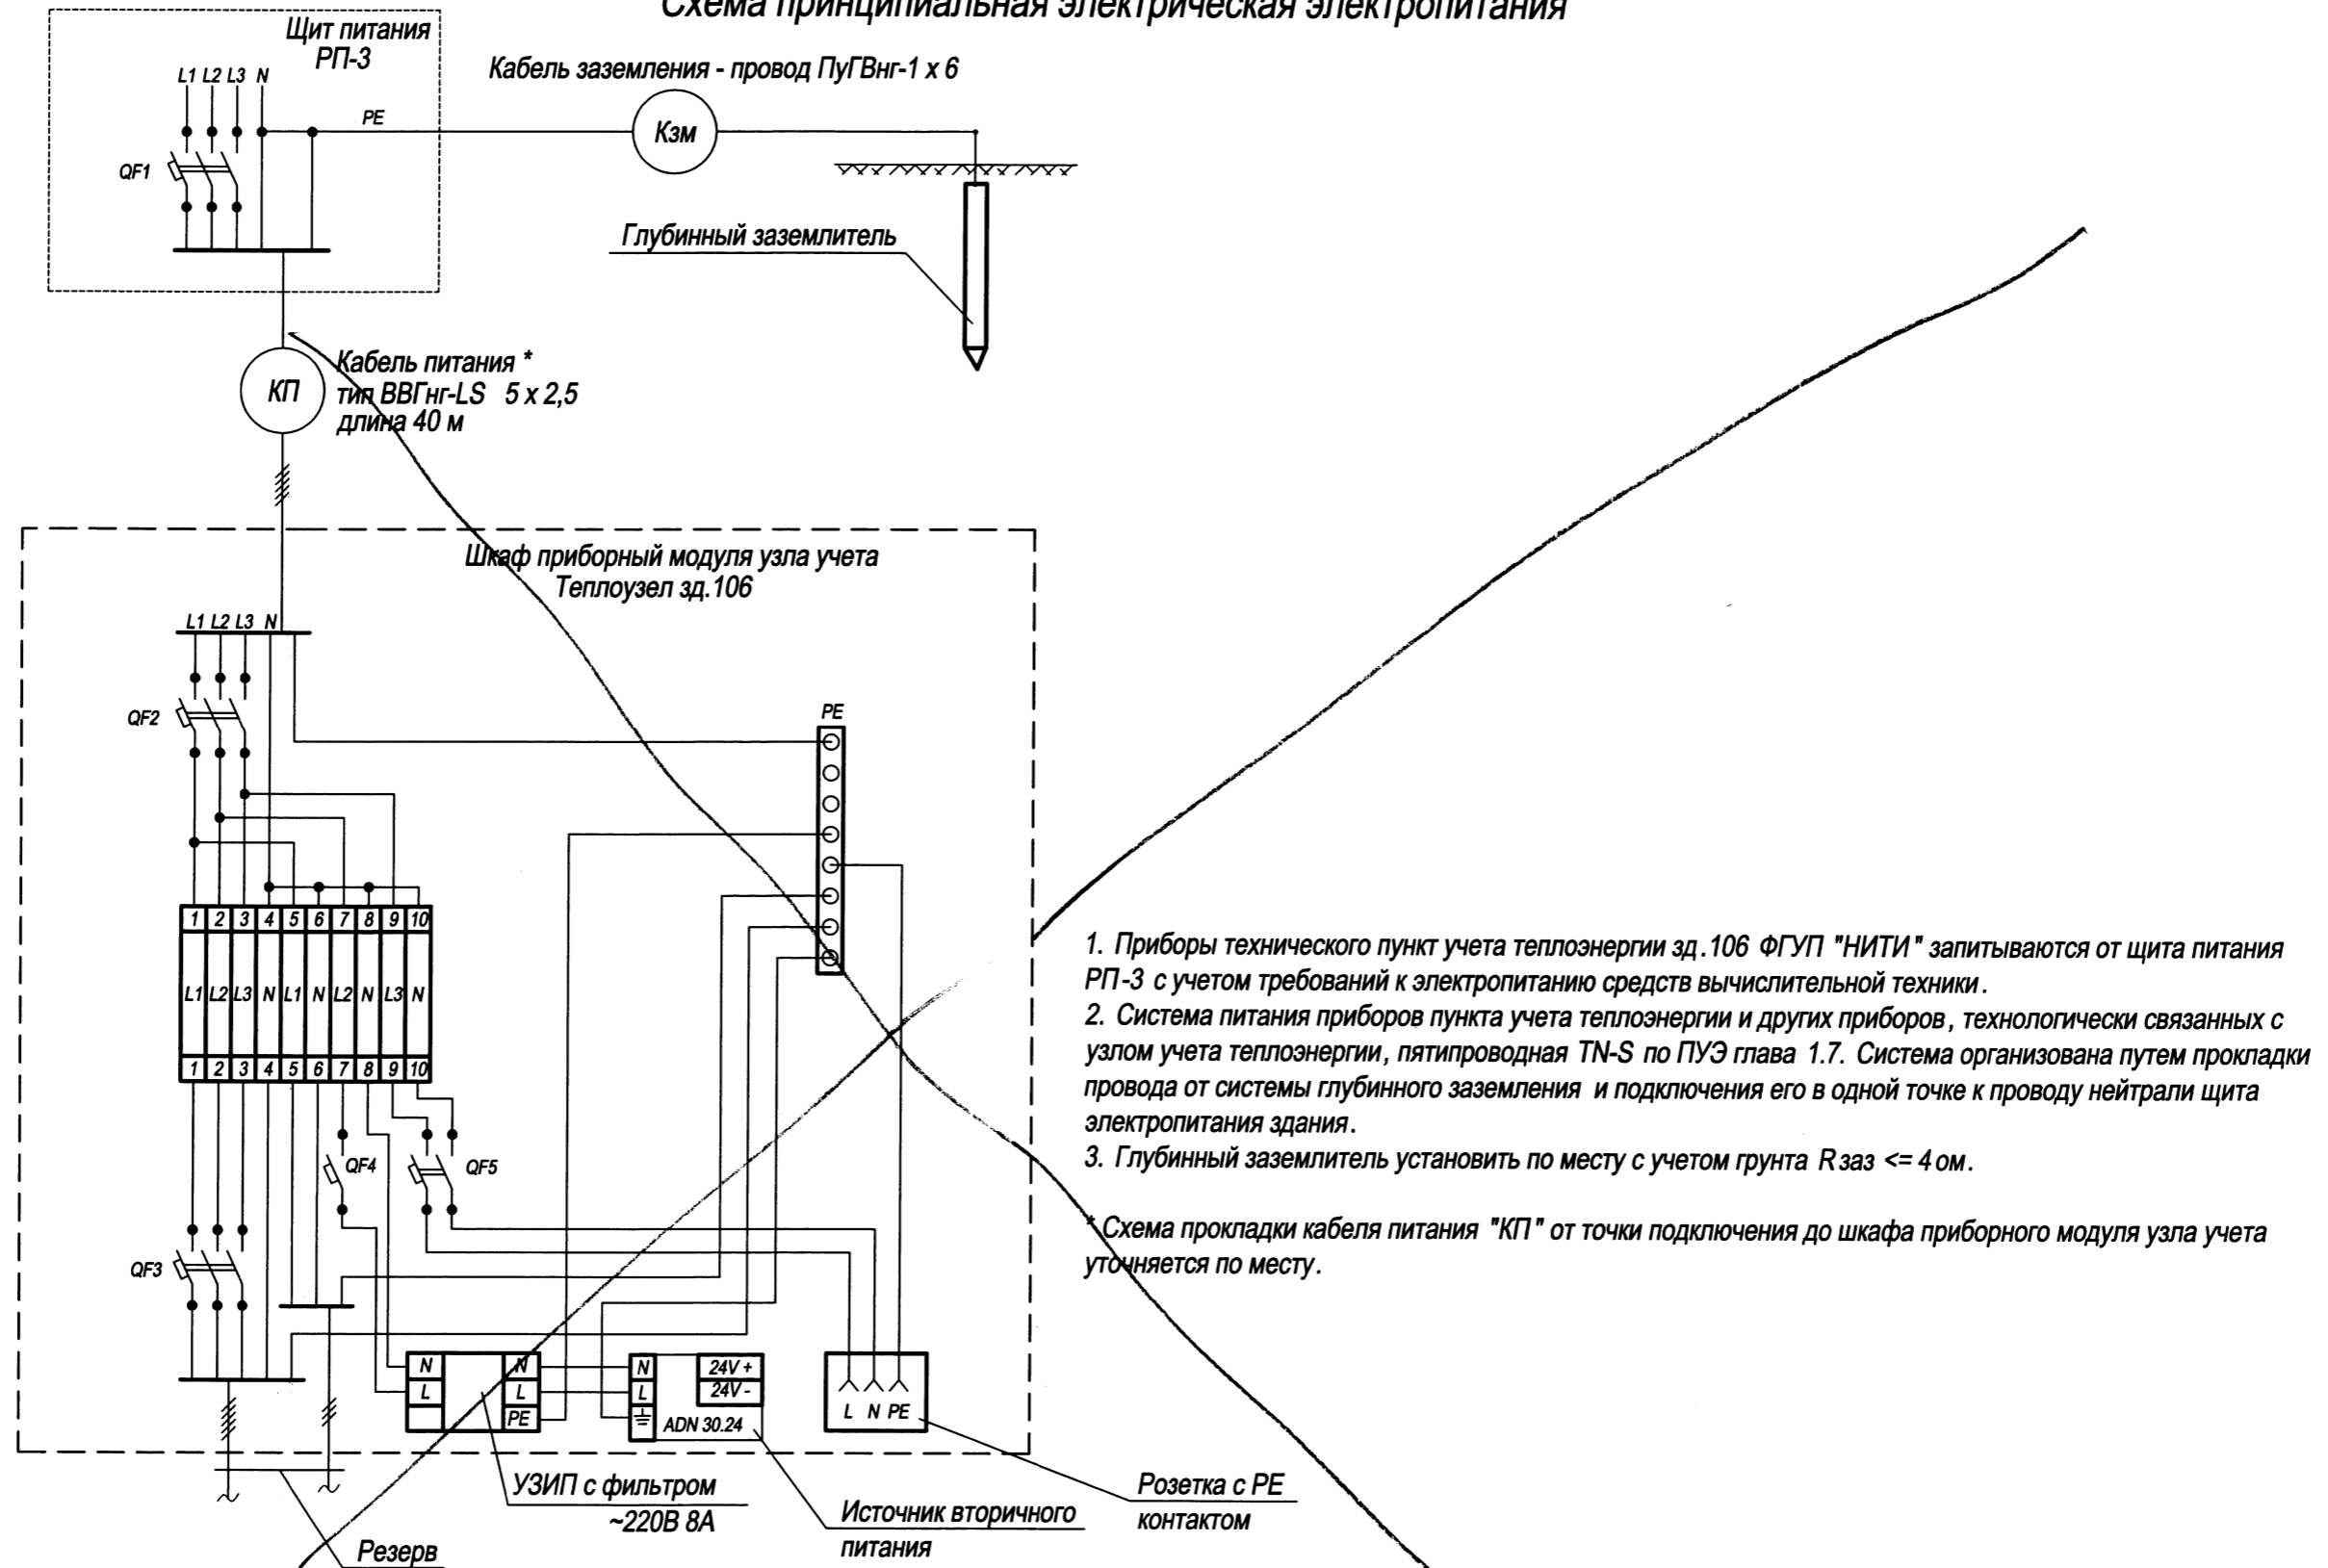 Схема принципиальная электрическая электропитания
Щит питания
РП-3
L1 L2 L3 N
Кабель заземления - провод ПуГВнг-1 х 6
PE
Кзм
QF1
Глубинный заземлитель
КП
Кабель питания *
тип ВВГнг-LS 5 х 2,5
длина 40 м
Шкаф приборный модуля узла учета
Теплоузел зд.106
L1 L2 L3 N
QF2
PE
1 2 3 4 5 6 7 8 9 10
L1 L2 L3 N L1 N L2 N L3 N
1 2 3 4 5 6 7 8 9 10
QF4
QF5
QF3
N
L
N
L
PE
N
L
24V +
24V -
ADN 30.24
L N PE
УЗИП с фильтром
~220В 8А
Источник вторичного
питания
Розетка с PE
контактом
Резерв
1. Приборы технического пункт учета теплоэнергии зд.106 ФГУП "НИТИ" запитываются от щита питания
РП-3 с учетом требований к электропитанию средств вычислительной техники.
2. Система питания приборов пункта учета теплоэнергии и других приборов, технологически связанных с
узлом учета теплоэнергии, пятипроводная TN-S по ПУЭ глава 1.7. Система организована путем прокладки
провода от системы глубинного заземления и подключения его в одной точке к проводу нейтрали щита
электропитания здания.
3. Глубинный заземлитель установить по месту с учетом грунта Rзаз <= 4 ом.
* Схема прокладки кабеля питания "КП" от точки подключения до шкафа приборного модуля узла учета
уточняется по месту.